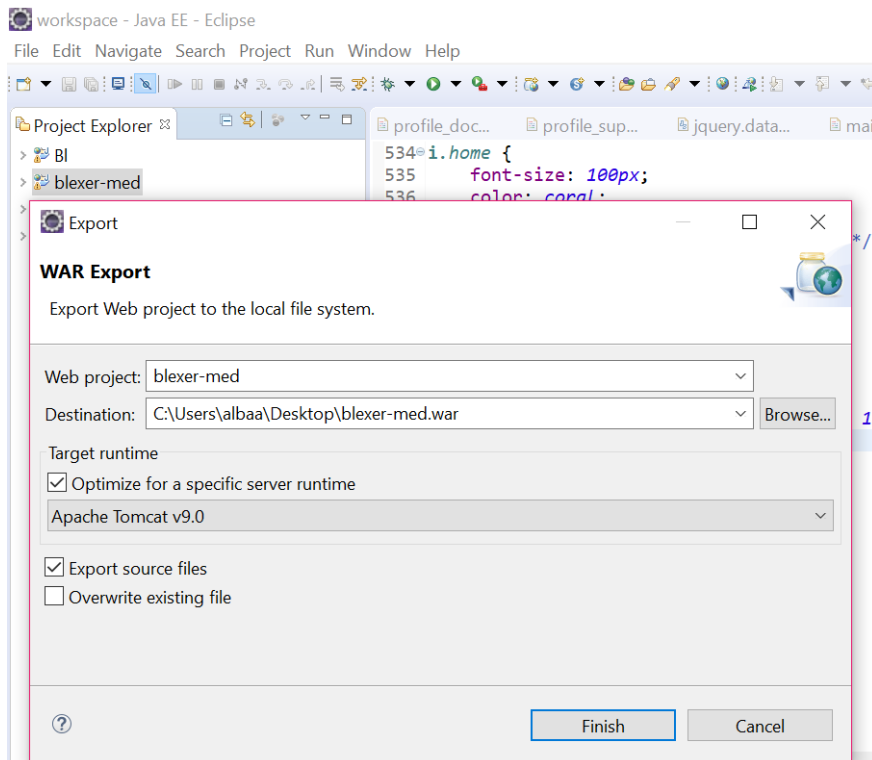 workspace - Java EE - Eclipse
File Edit Navigate Search Project Run Window Help
Project Explorer
profile_doc... profile_sup... jquery.data... mai
Bl
blexer-med
534 i.home {
535 font-size: 100px;
536 color: coral;
*/
Export
WAR Export
Export Web project to the local file system.
Web project: blexer-med
Destination: C:\Users\albaa\Desktop\blexer-med.war Browse...
1
Target runtime
Optimize for a specific server runtime
Apache Tomcat v9.0
Export source files
Overwrite existing file
? Finish Cancel